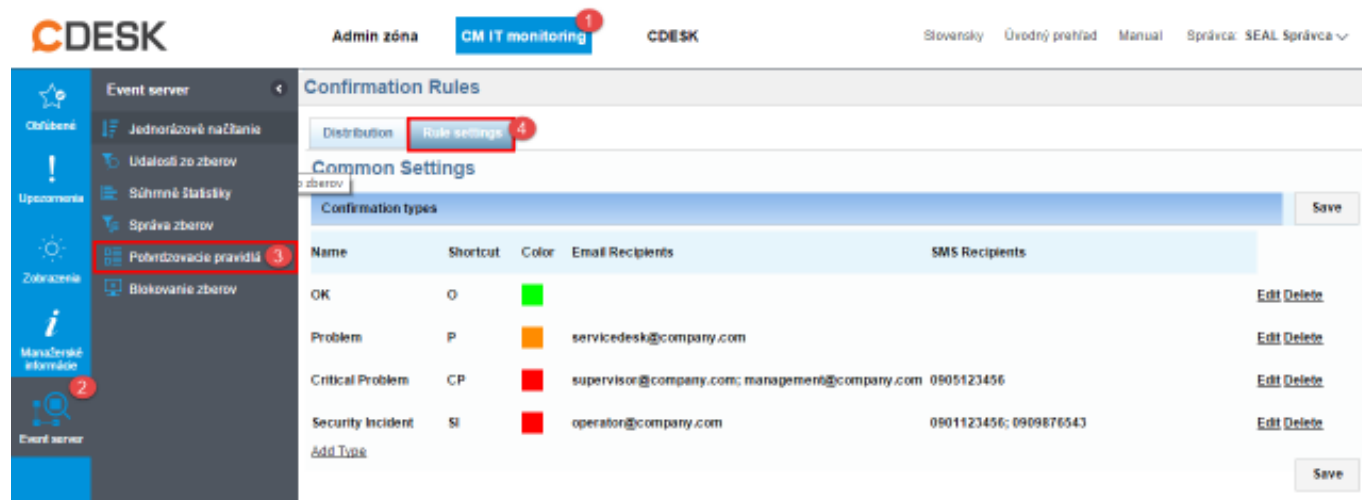 CDESK
Admin zóna CM IT monitoring 1 CDESK Slovensky Úvodný prehľad Manual Správca: SEAL Správca
Obľúbené
Upozornenia
Zobrazenia
Manažerské
informácie
2
Event server
Event server
Jednorázové načítanie
Udalosti zo zberov
Súhrnné štatistiky
Správa zberov
Potvrdzovacie pravidlá 3
Blokovanie zberov
Confirmation Rules
Distribution Rule settings 4
Common Settings
o zberov
Confirmation types Save
Name Shortcut Color Email Recipients SMS Recipients
OK O Edit Delete
Problem P servicedesk@company.com Edit Delete
Critical Problem CP supervisor@company.com; management@company.com 0905123456 Edit Delete
Security Incident SI operator@company.com 0901123456; 0909876543 Edit Delete
Add Type
Save